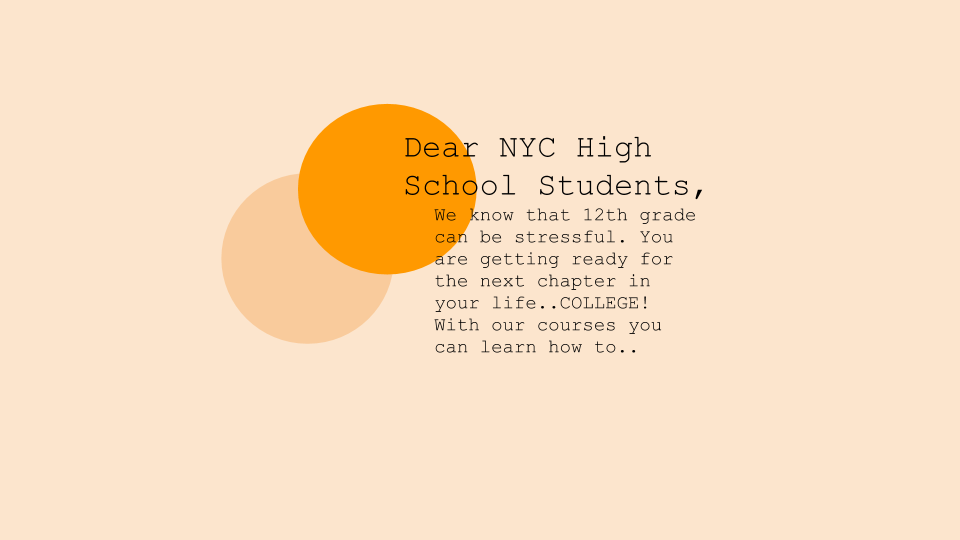 Dear NYC High
School Students,
We know that 12th grade
can be stressful. You
are getting ready for
the next chapter in
your life..COLLEGE!
With our courses you
can learn how to..